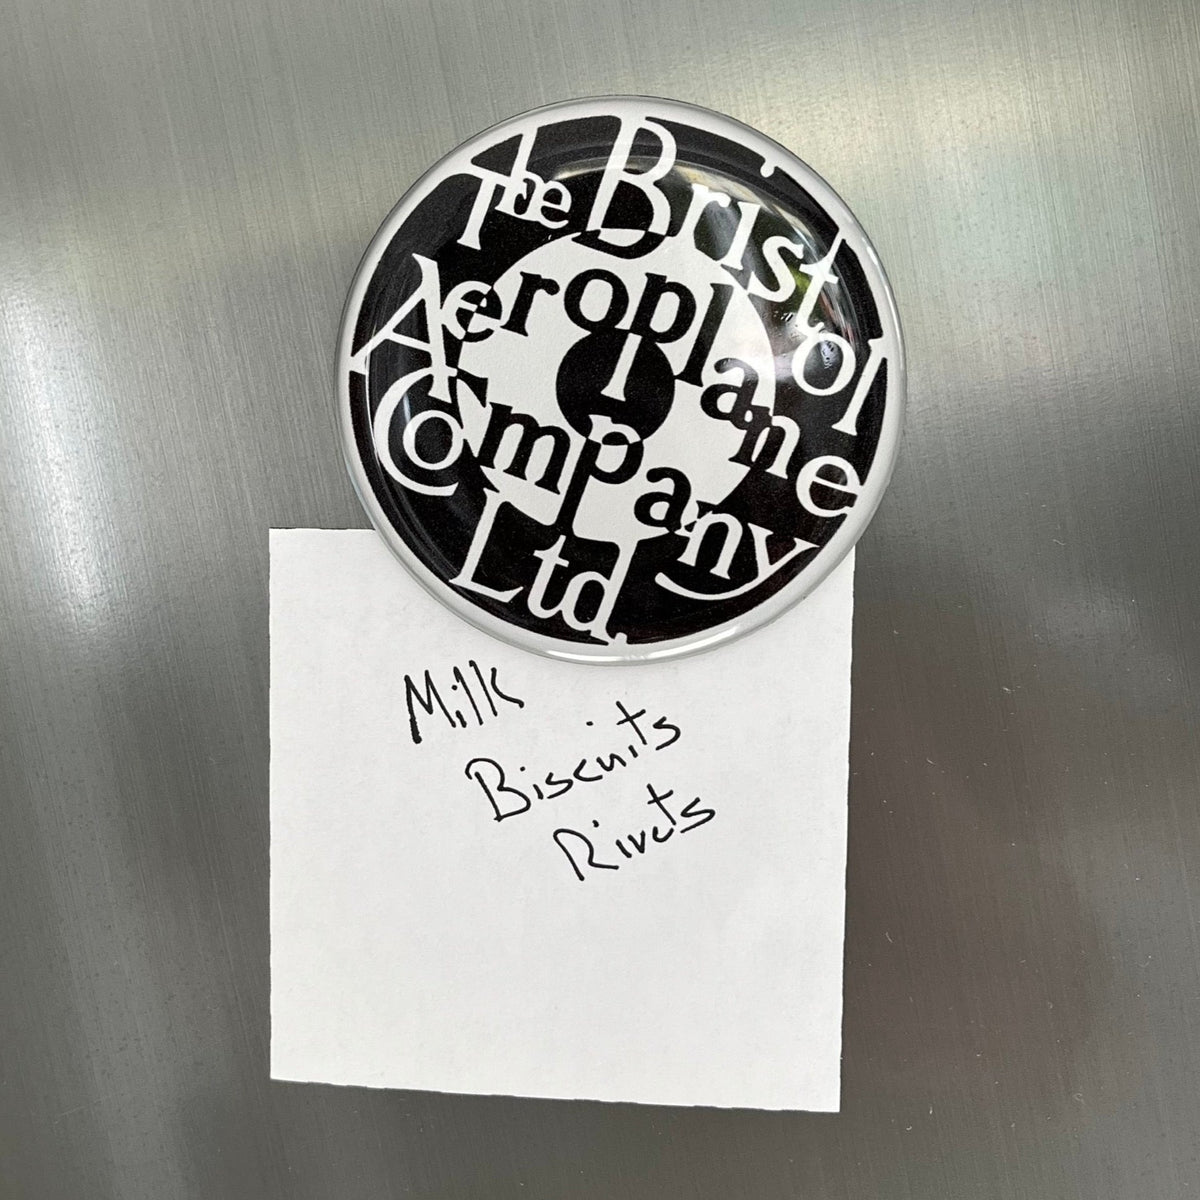 The Bristol
Aeroplane
Company
Ltd.
Milk
Biscuits
Rivets